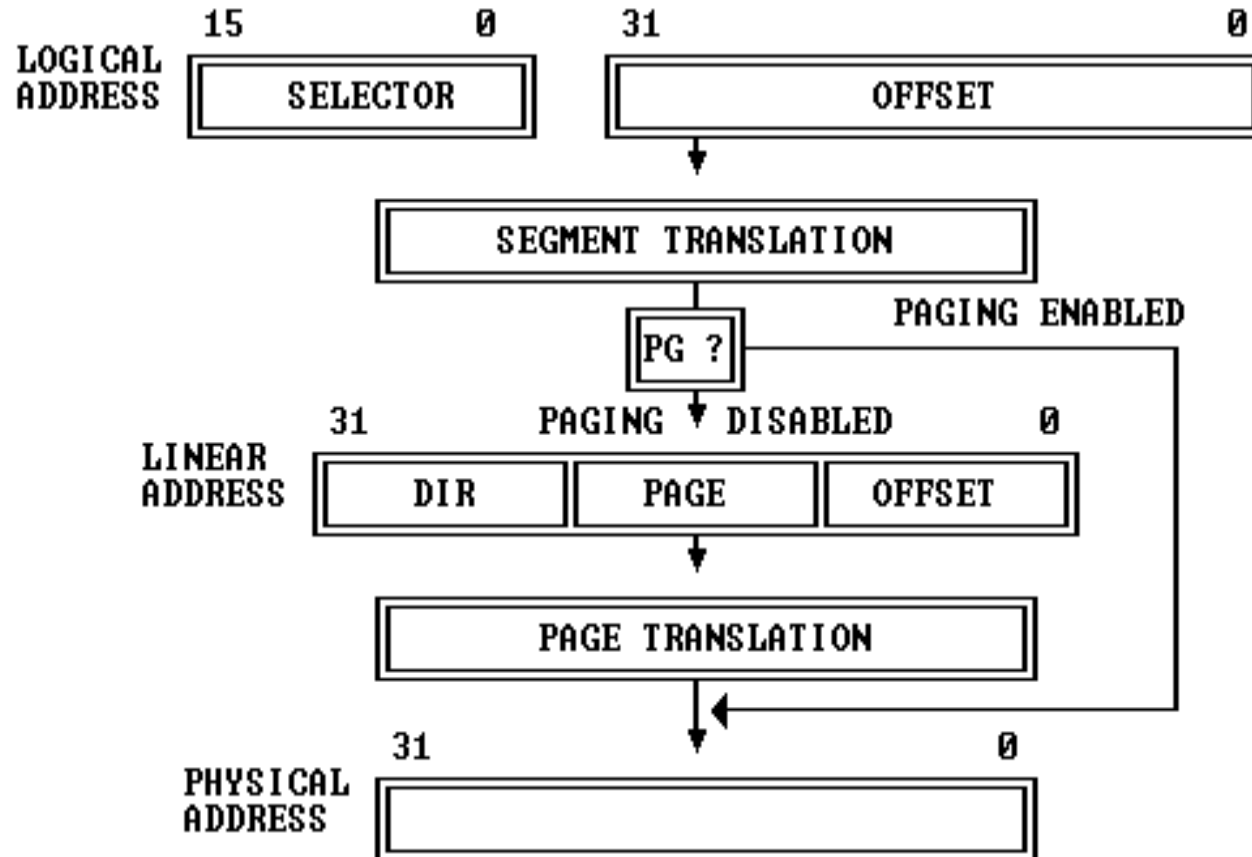 15 0 31 0
LOGICAL
ADDRESS
SELECTOR OFFSET
SEGMENT TRANSLATION
PAGING ENABLED
PG ?
31 PAGING DISABLED 0
LINEAR
ADDRESS
DIR PAGE OFFSET
PAGE TRANSLATION
31 0
PHYSICAL
ADDRESS